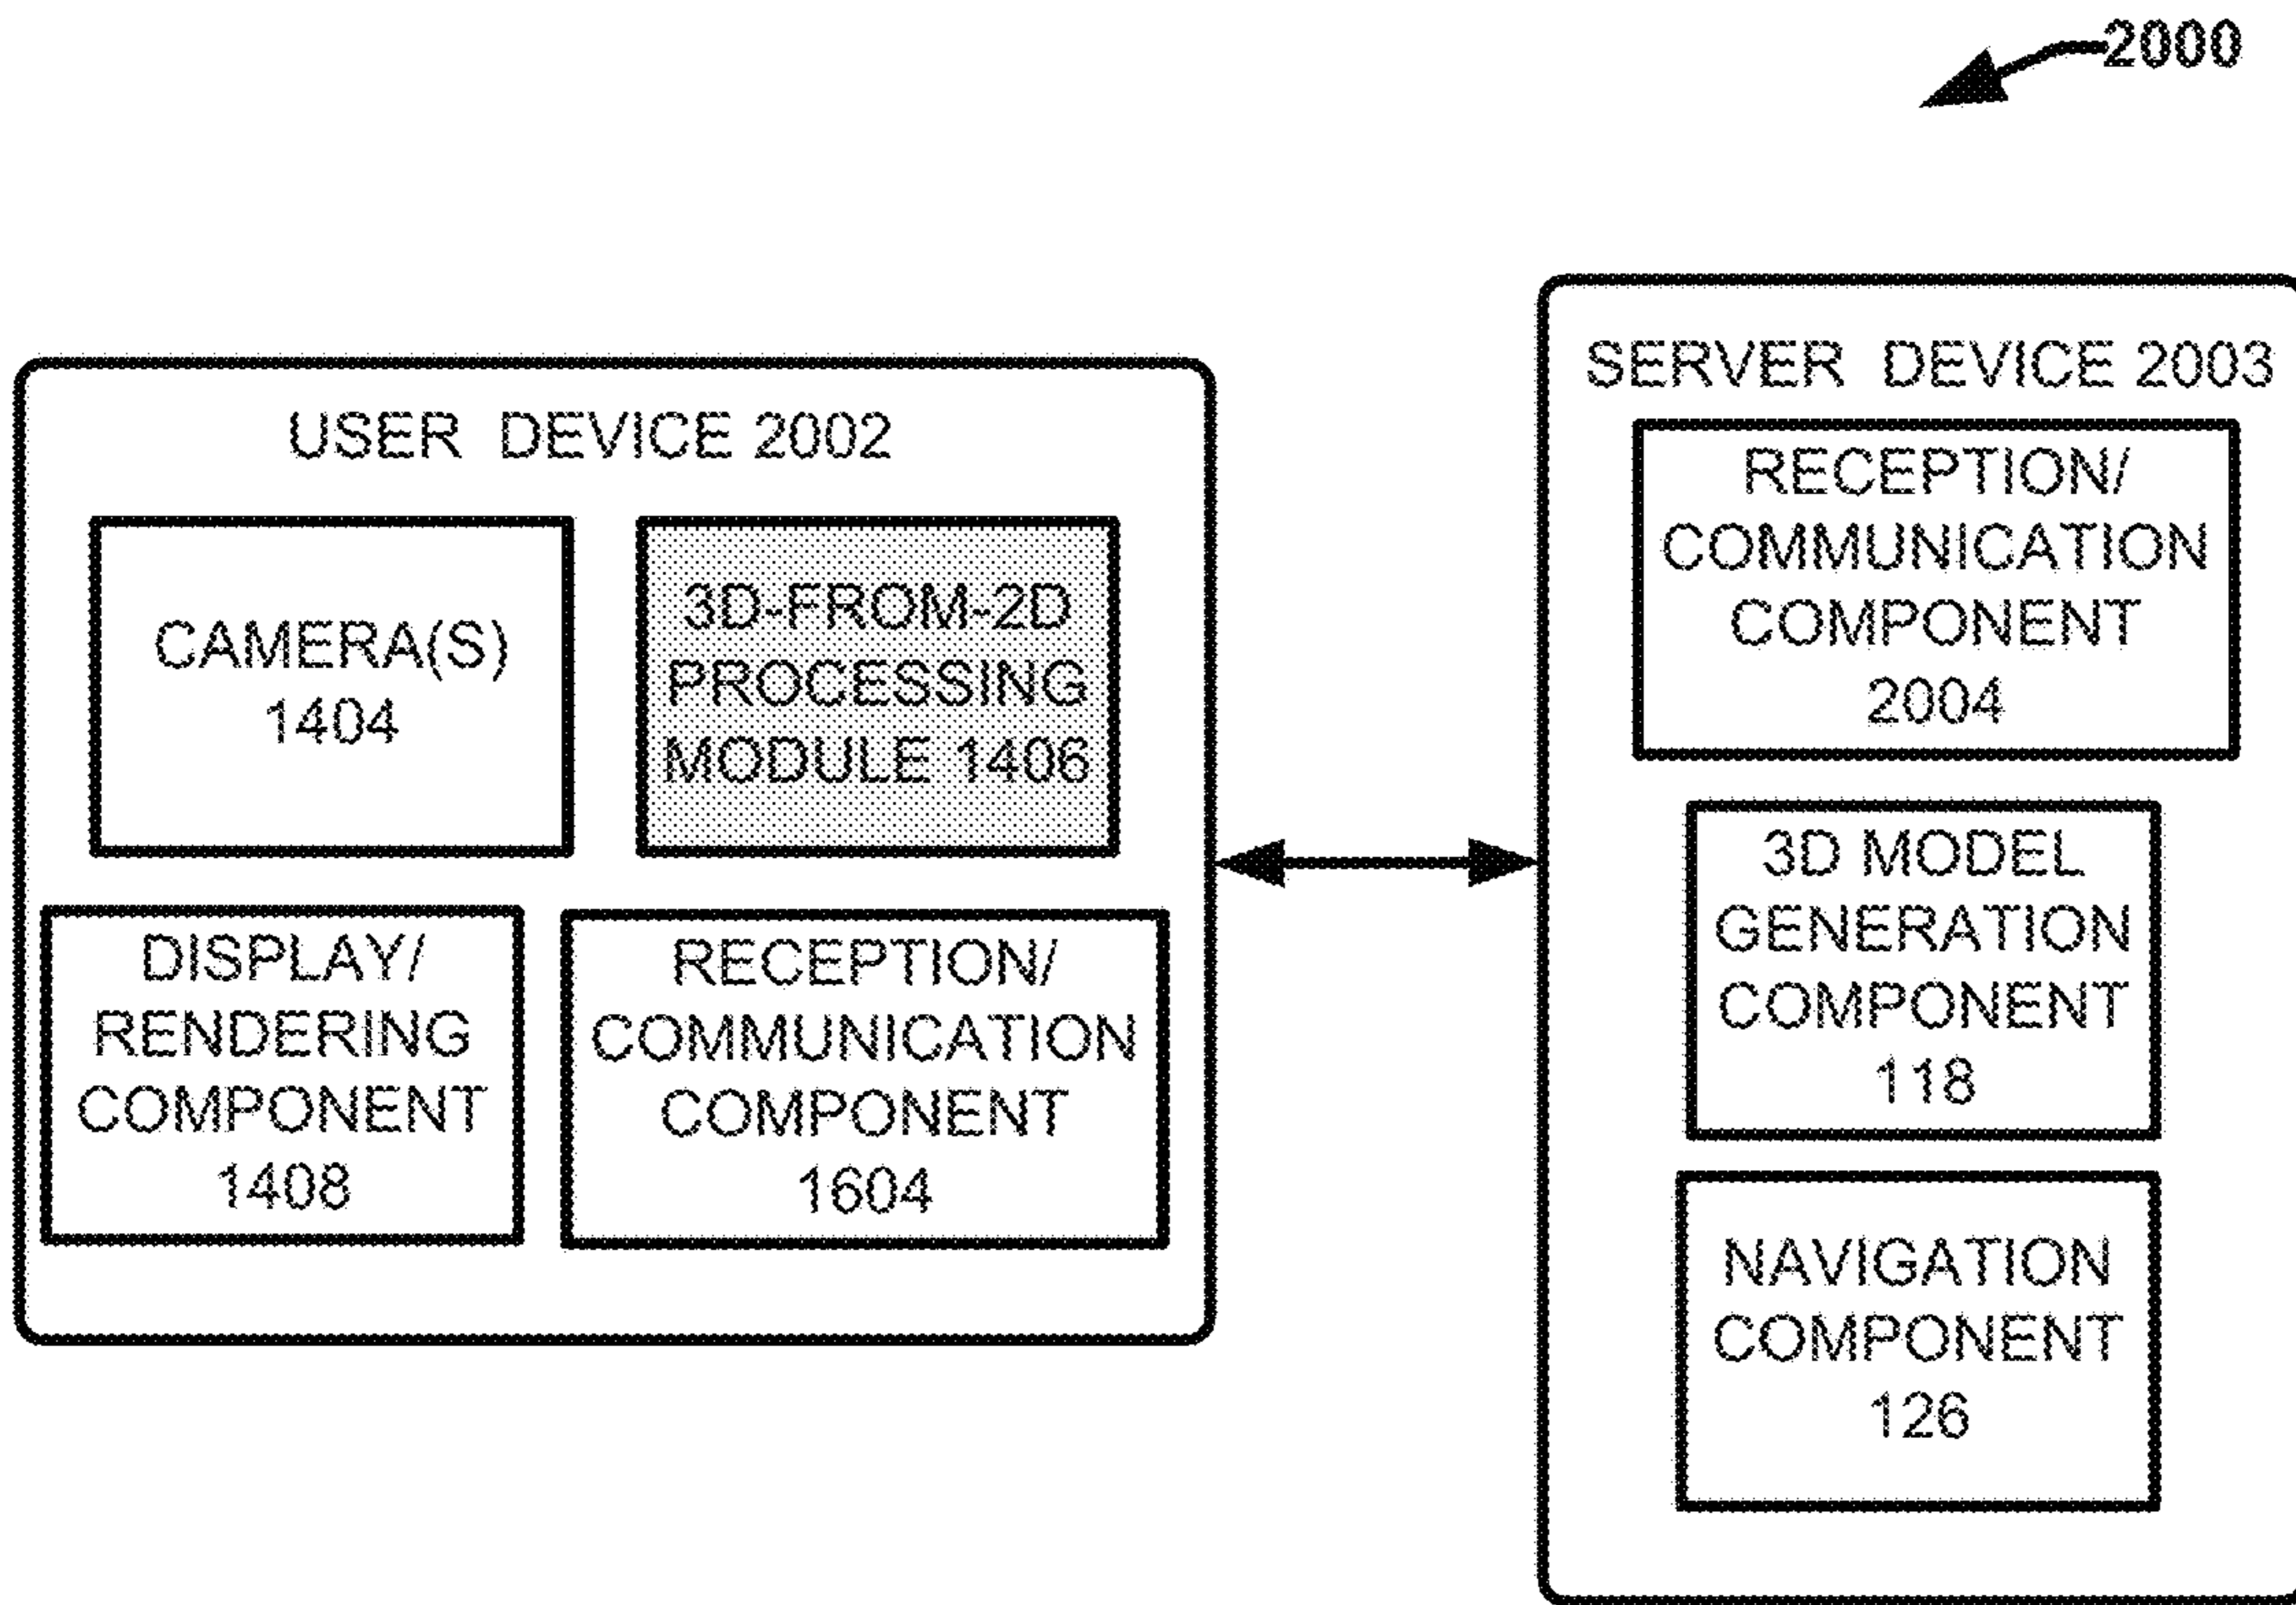 2000
USER DEVICE 2002
CAMERA(S)
1404
3D-FROM-2D
PROCESSING
MODULE 1406
DISPLAY/
RENDERING
COMPONENT
1408
RECEPTION/
COMMUNICATION
COMPONENT
1604
SERVER DEVICE 2003
RECEPTION/
COMMUNICATION
COMPONENT
2004
3D MODEL
GENERATION
COMPONENT
118
NAVIGATION
COMPONENT
126